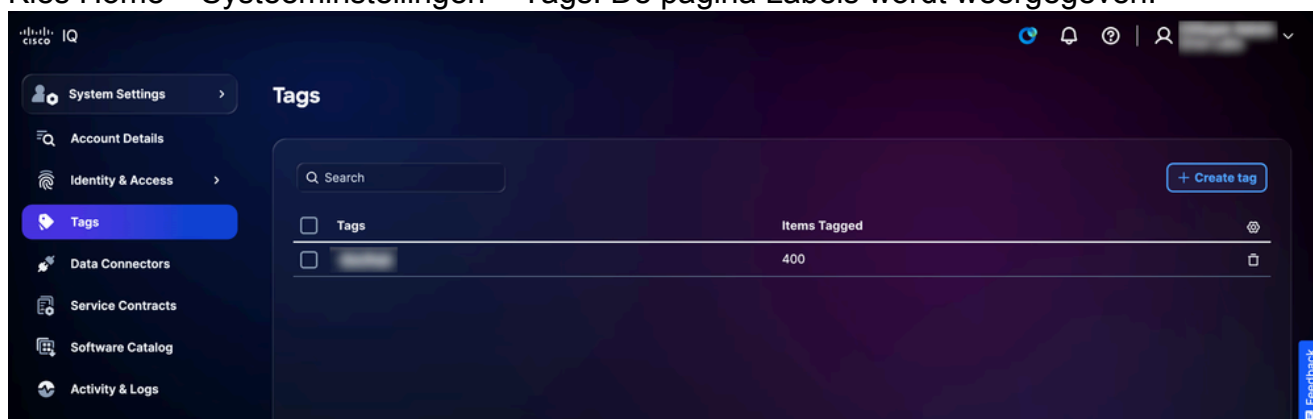 Kies Home > Systeeminstellingen > Tags. De pagina Labels wordt weergegeven.
cisco IQ
System Settings
Tags
Account Details
Identity & Access
Search
+ Create tag
Tags
Tags
Items Tagged
Data Connectors
400
Service Contracts
Software Catalog
Activity & Logs
Feedback